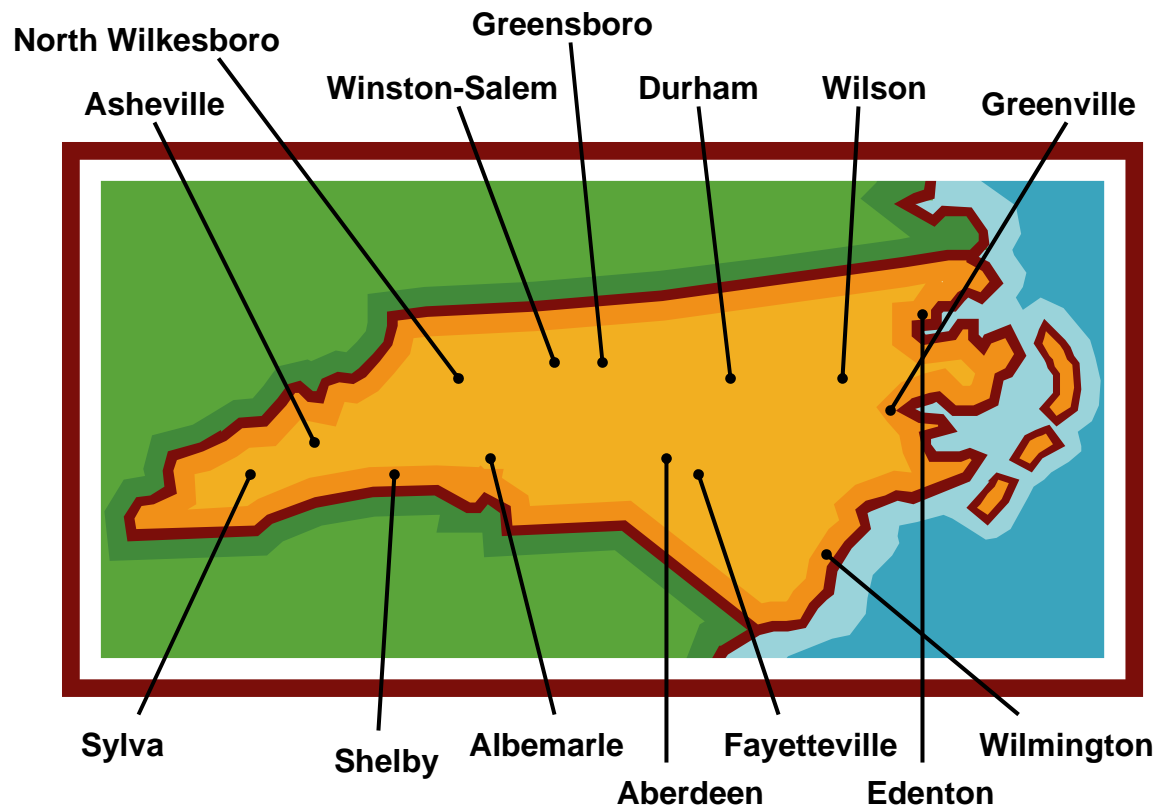 Greensboro
North Wilkesboro
Winston-Salem
Durham
Wilson
Asheville
Greenville
Sylva
Shelby
Albemarle
Fayetteville
Wilmington
Aberdeen
Edenton